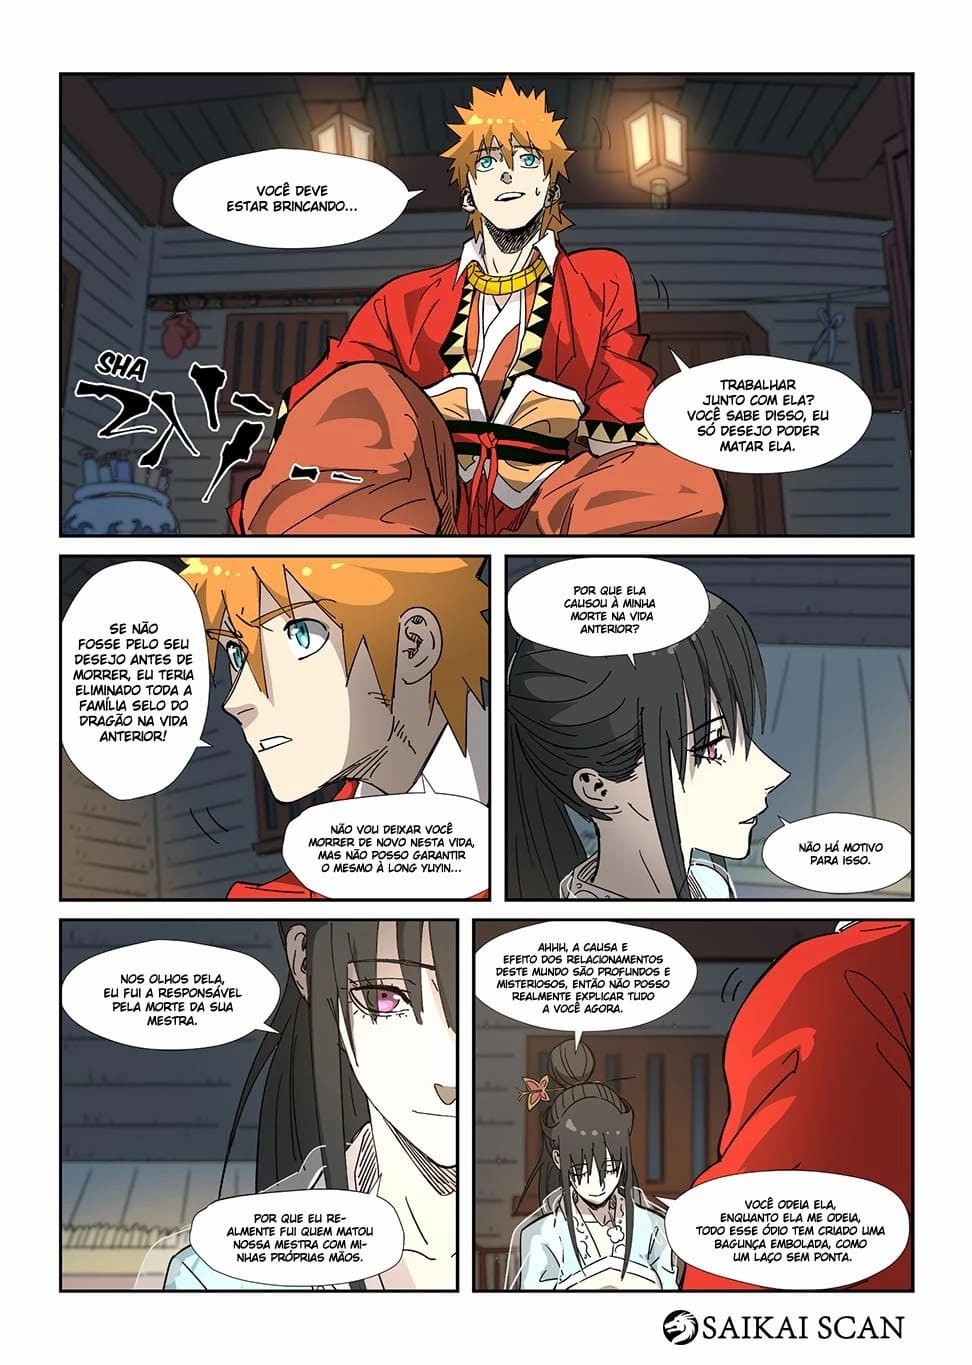 VOCÊ DEVE
ESTAR BRINCANDO...
SHA
TRABALHAR
JUNTO COM ELA?
VOCÊ SABE DISSO, EU
SÓ DESEJO PODER
MATAR ELA.
SE NÃO
FOSSE PELO SEU
DESEJO ANTES DE
MORRER, EU TERIA
ELIMINADO TODA A
FAMÍLIA SELO DO
DRAGÃO NA VIDA
ANTERIOR!
NÃO VOU DEIXAR VOCÊ
MORRER DE NOVO NESTA VIDA,
MAS NÃO POSSO GARANTIR
O MESMO À LONG YUYIN...
POR QUE ELA
CAUSOU À MINHA
MORTE NA VIDA
ANTERIOR?
NÃO HÁ MOTIVO
PARA ISSO.
NOS OLHOS DELA,
EU FUI A RESPONSÁVEL
PELA MORTE DA SUA
MESTRA.
POR QUE EU RE-
ALMENTE FUI QUEM MATOU
NOSSA MESTRA COM MI-
NHAS PRÓPRIAS MÃOS.
AHHH, A CAUSA E
EFEITO DOS RELACIONAMENTOS
DESTE MUNDO SÃO PROFUNDOS E
MISTERIOSOS, ENTÃO NÃO POSSO
REALMENTE EXPLICAR TUDO
A VOCÊ AGORA.
VOCÊ ODEIA ELA,
ENQUANTO ELA ME ODEIA,
TODO ESSE ÓDIO TEM CRIADO UMA
BAGUNÇA EMBOLADA, COMO
UM LAÇO SEM PONTA.
SAIKAI SCAN